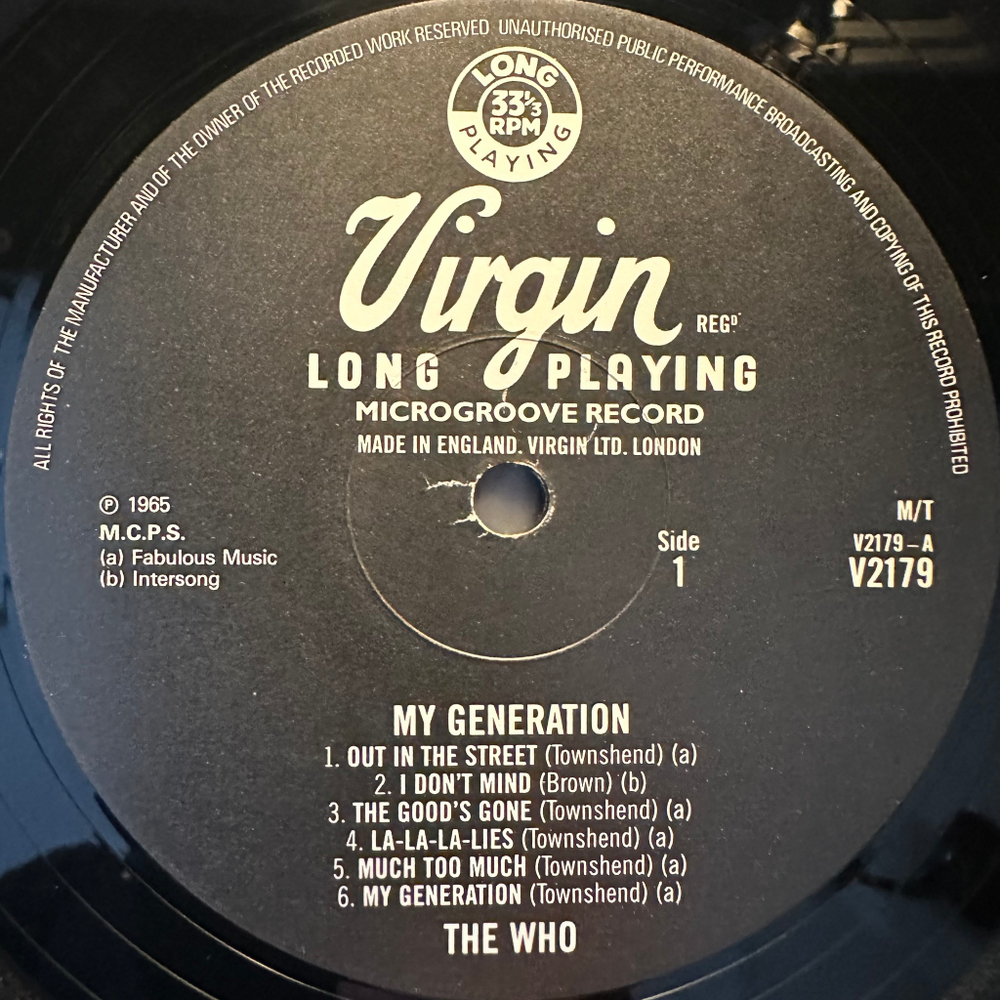 ALL RIGHTS OF THE MANUFACTURER AND OF THE OWNER OF THE RECORDED WORK RESERVED UNAUTHORISED PUBLIC PERFORMANCE BROADCASTING AND COPYING OF THIS RECORD PROHIBITED
LONG
33⅓
RPM
PLAYING
Virgin REGᴰ
LONG PLAYING
MICROGROOVE RECORD
MADE IN ENGLAND. VIRGIN LTD. LONDON
℗ 1965
M.C.P.S.
(a) Fabulous Music
(b) Intersong
Side
1
M/T
V2179–A
V2179
MY GENERATION
1. OUT IN THE STREET (Townshend) (a)
2. I DON'T MIND (Brown) (b)
3. THE GOOD'S GONE (Townshend) (a)
4. LA-LA-LA-LIES (Townshend) (a)
5. MUCH TOO MUCH (Townshend) (a)
6. MY GENERATION (Townshend) (a)
THE WHO